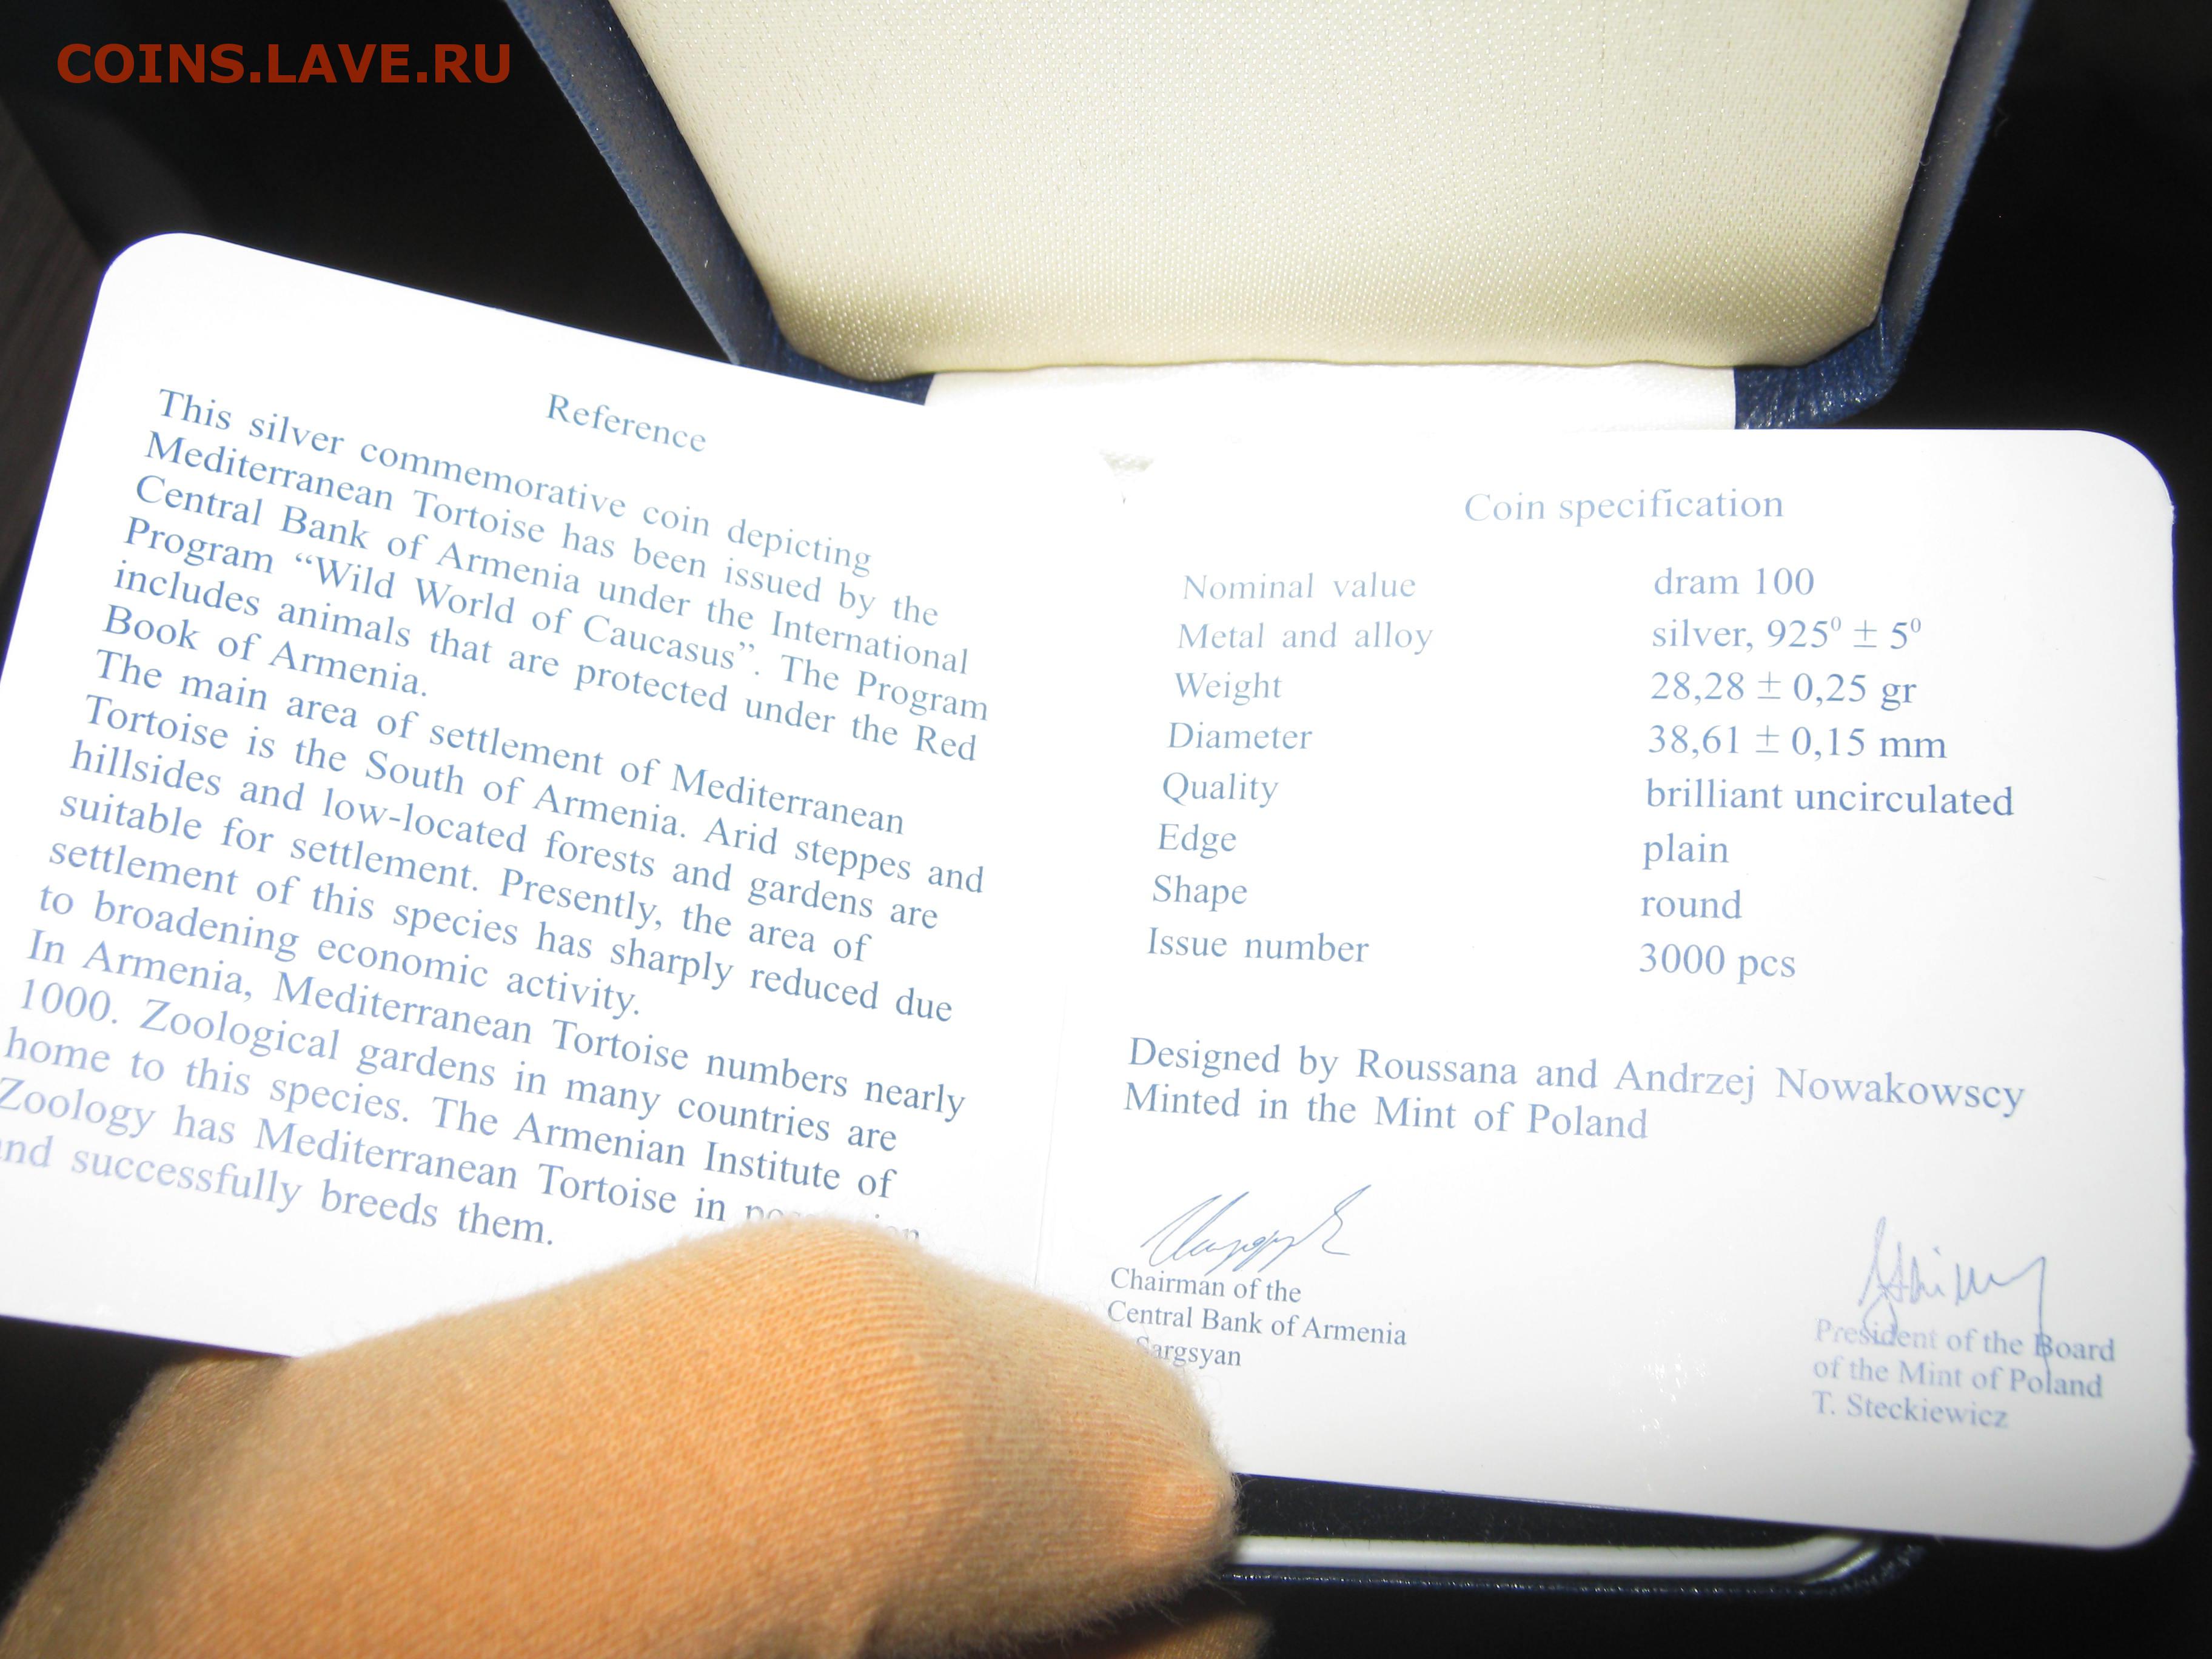 COINS.LAVE.RU
Reference
This silver commemorative coin depicting
Mediterranean Tortoise has been issued by the
Central Bank of Armenia under the International
Program “Wild World of Caucasus”. The Program
includes animals that are protected under the Red
Book of Armenia.
The main area of settlement of Mediterranean
Tortoise is the South of Armenia. Arid steppes and
hillsides and low-located forests and gardens are
suitable for settlement. Presently, the area of
settlement of this species has sharply reduced due
to broadening economic activity.
In Armenia, Mediterranean Tortoise numbers nearly
1000. Zoological gardens in many countries are
home to this species. The Armenian Institute of
Zoology has Mediterranean Tortoise in
successfully breeds them.
Coin specification
Nominal value dram 100
Metal and alloy silver, 925⁰ ± 5⁰
Weight 28,28 ± 0,25 gr
Diameter 38,61 ± 0,15 mm
Quality brilliant uncirculated
Edge plain
Shape round
Issue number 3000 pcs
Designed by Roussana and Andrzej Nowakowscy
Minted in the Mint of Poland
Chairman of the
Central Bank of Armenia
Sargsyan
President of the Board
of the Mint of Poland
T. Steckiewicz